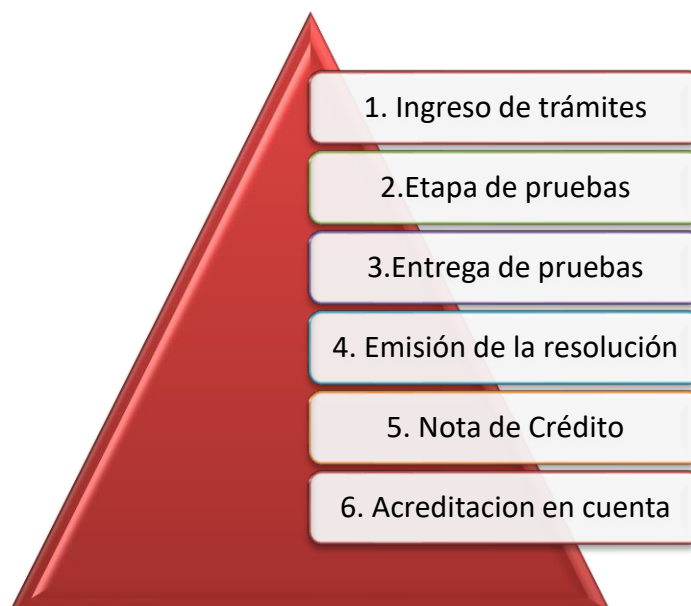 1. Ingreso de trámites
2.Etapa de pruebas
3.Entrega de pruebas
4. Emisión de la resolución
5. Nota de Crédito
6. Acreditacion en cuenta